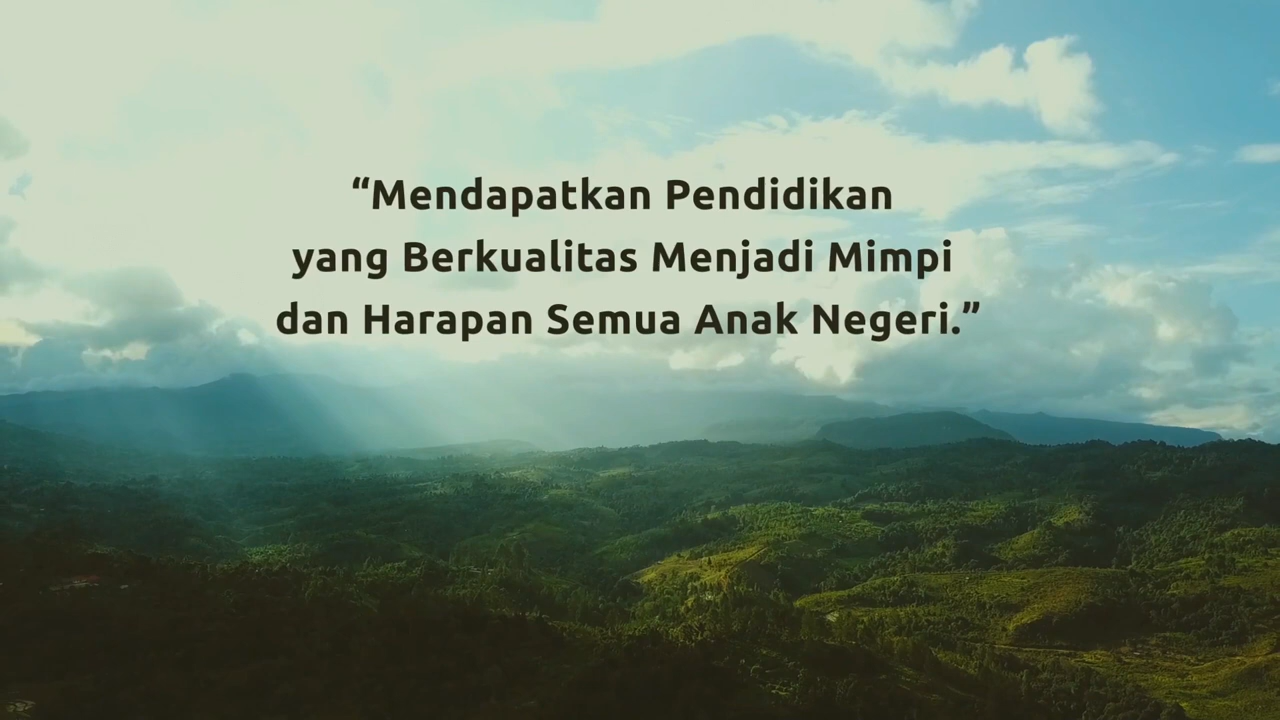 “Mendapatkan Pendidikan
yang Berkualitas Menjadi Mimpi
dan Harapan Semua Anak Negeri.”